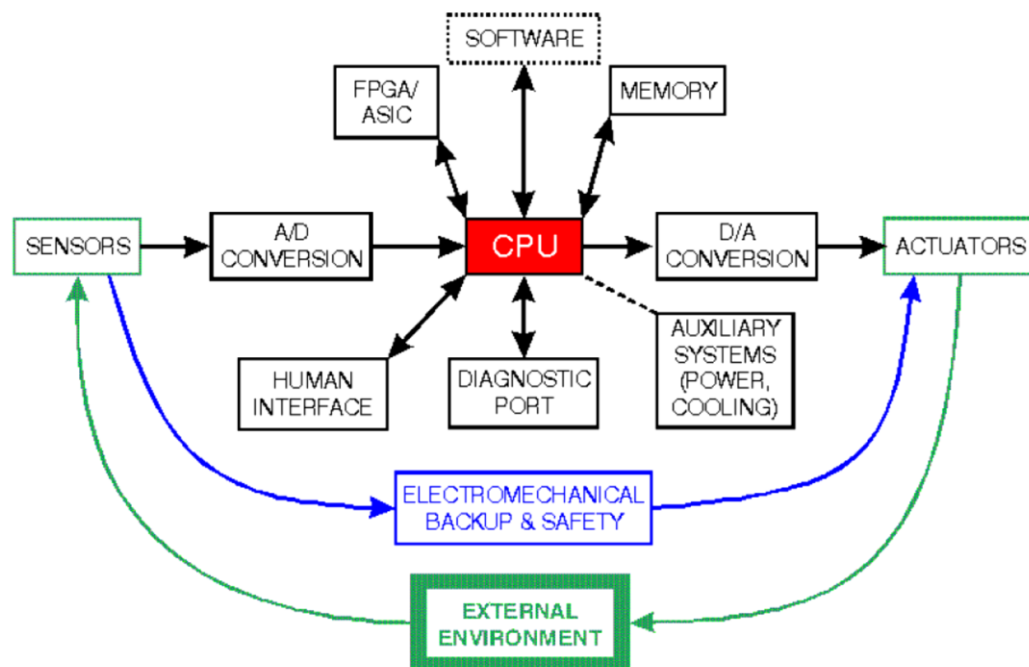 SOFTWARE
FPGA/
ASIC
MEMORY
SENSORS
A/D
CONVERSION
CPU
D/A
CONVERSION
ACTUATORS
HUMAN
INTERFACE
DIAGNOSTIC
PORT
AUXILIARY
SYSTEMS
(POWER,
COOLING)
ELECTROMECHANICAL
BACKUP & SAFETY
EXTERNAL
ENVIRONMENT